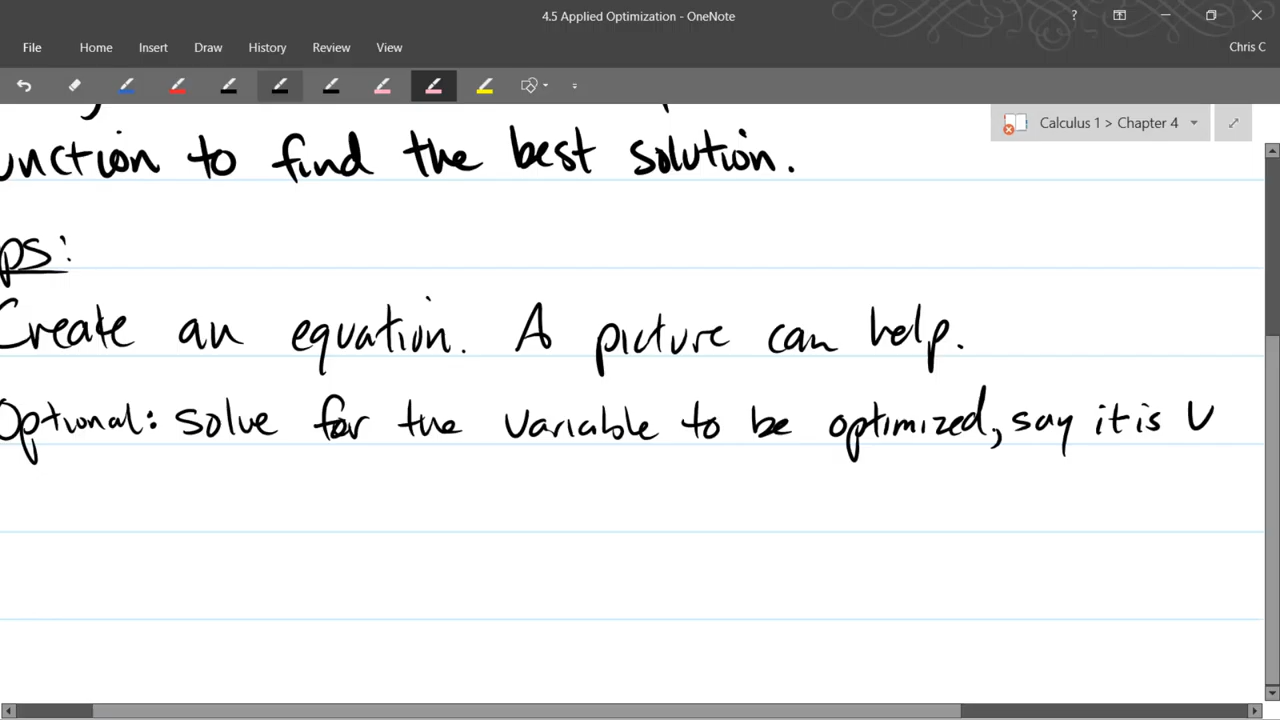 4.5 Applied Optimization - OneNote
File Home Insert Draw History Review View
Chris C
Calculus 1 > Chapter 4
unction to find the best solution.
ps:
Create an equation. A picture can help.
Optional: solve for the variable to be optimized, say it is V